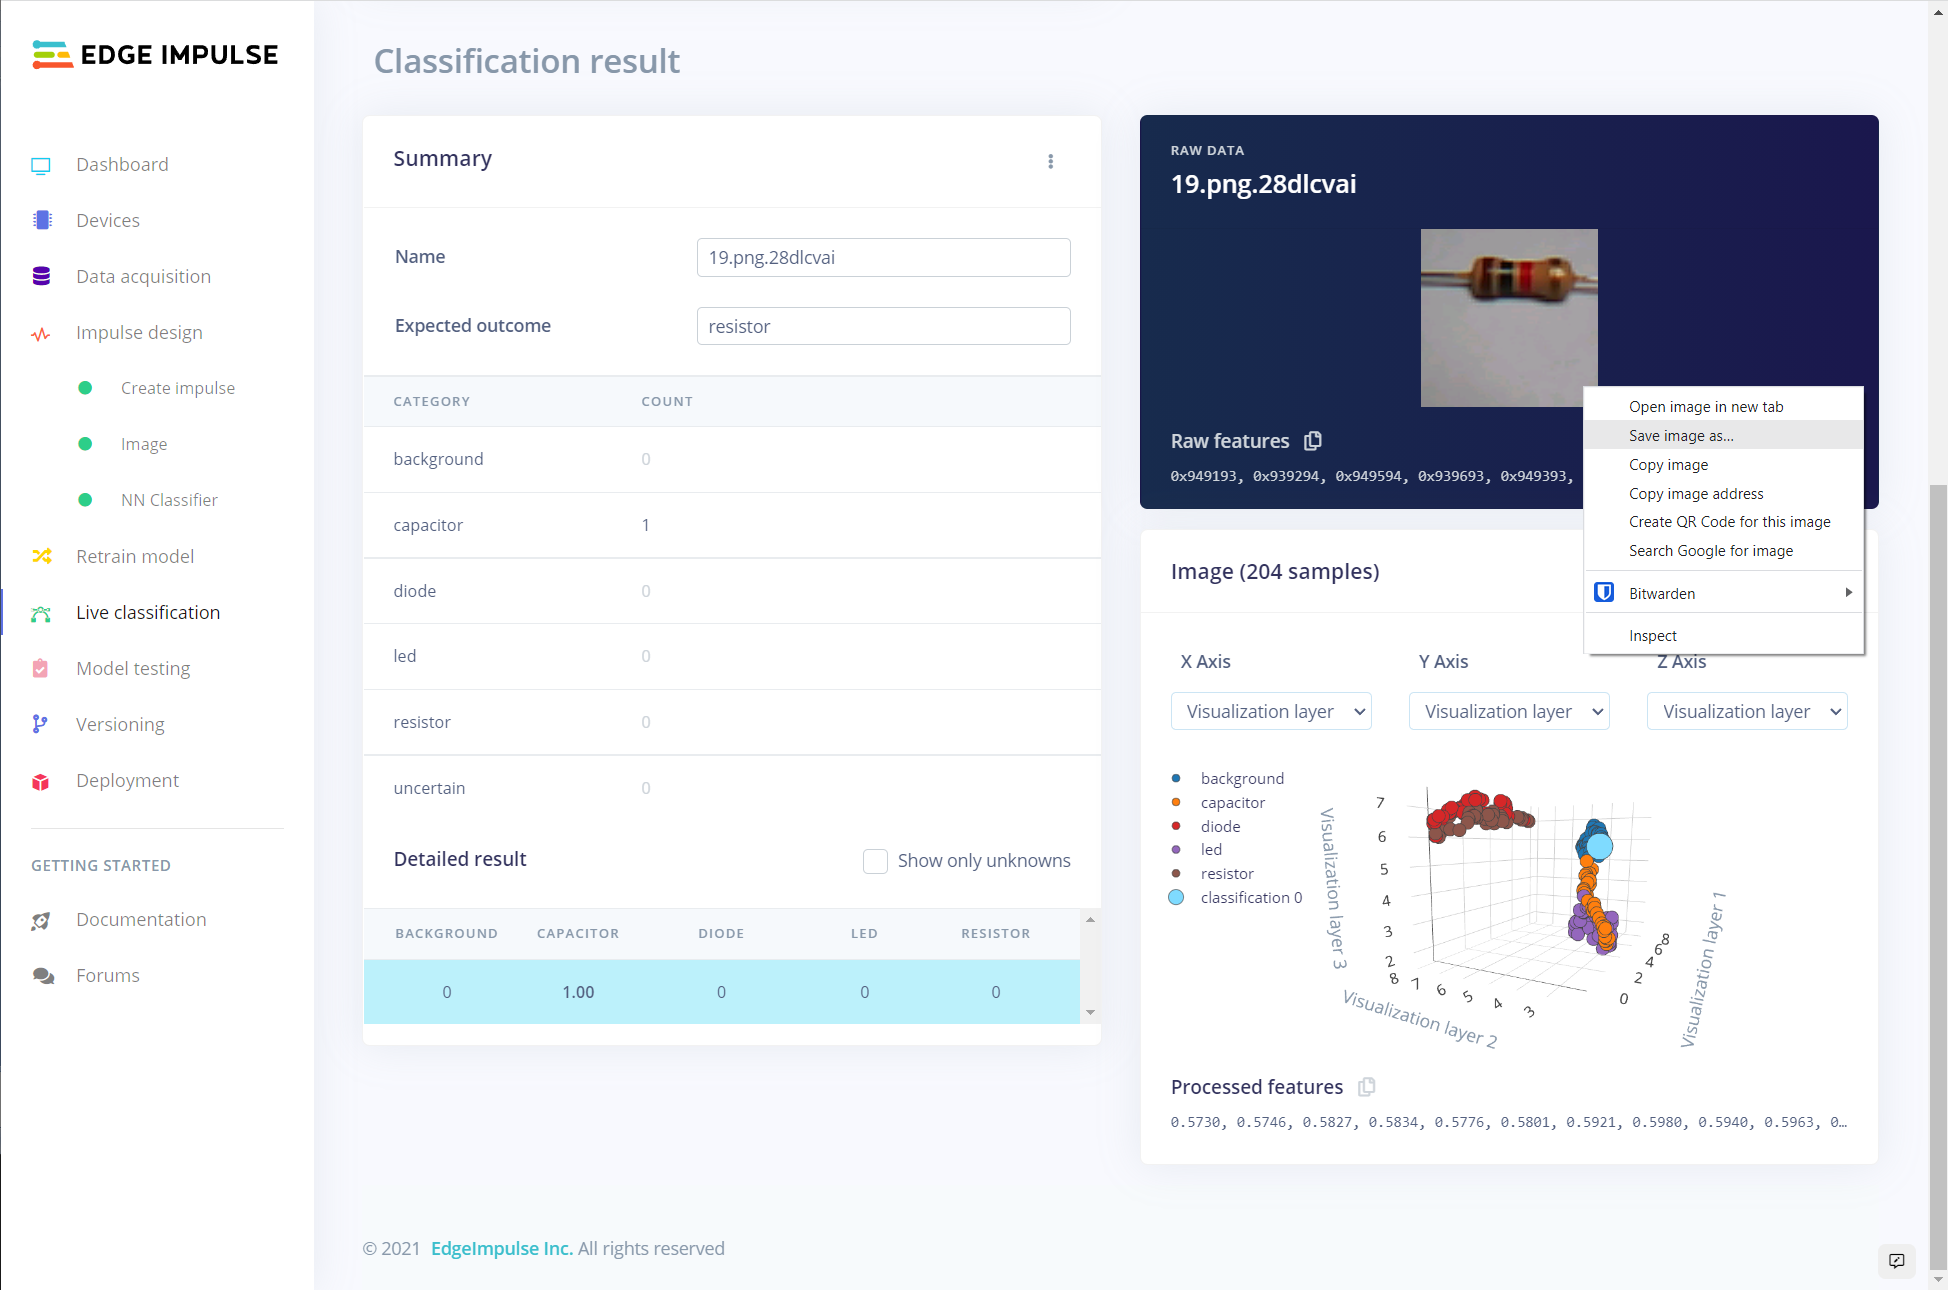 EDGE IMPULSE
Dashboard
Devices
Data acquisition
Impulse design
Create impulse
Image
NN Classifier
Retrain model
Live classification
Model testing
Versioning
Deployment
GETTING STARTED
Documentation
Forums
Classification result
Summary
Name
19.png.28dlcvai
Expected outcome
resistor
CATEGORY COUNT
background 0
capacitor 1
diode 0
led 0
resistor 0
uncertain 0
Detailed result
Show only unknowns
BACKGROUND CAPACITOR DIODE LED RESISTOR
0 1.00 0 0 0
RAW DATA
19.png.28dlcvai
Raw features
0x949193, 0x939294, 0x949594, 0x939693, 0x949393,
Open image in new tab
Save image as...
Copy image
Copy image address
Create QR Code for this image
Search Google for image
Bitwarden
Inspect
Image (204 samples)
X Axis Y Axis Z Axis
Visualization layer Visualization layer Visualization layer
background
capacitor
diode
led
resistor
classification 0
Visualization layer 3
7
6
5
4
3
2
8 7 6 5 4 3
Visualization layer 2
0 2 4 6 8
Visualization layer 1
Processed features
0.5730, 0.5746, 0.5827, 0.5834, 0.5776, 0.5801, 0.5921, 0.5980, 0.5940, 0.5963, 0…
© 2021 EdgeImpulse Inc. All rights reserved